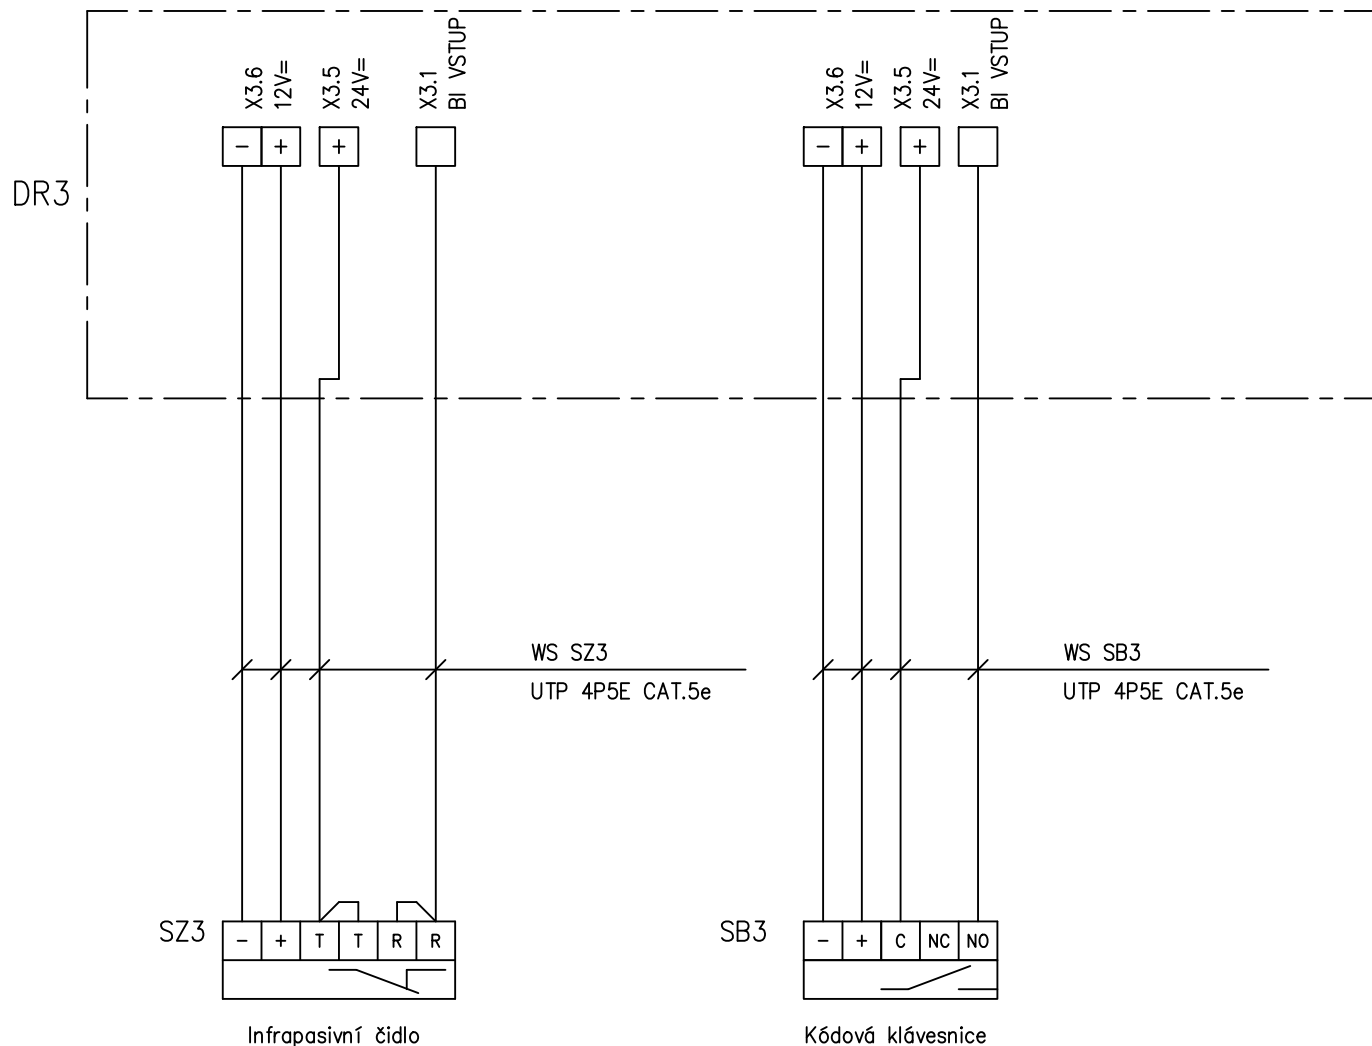 X3.6
12V=
X3.5
24V=
X3.1
BI VSTUP
X3.6
12V=
X3.5
24V=
X3.1
BI VSTUP
- + +
- + +
DR3
WS SZ3
UTP 4P5E CAT.5e
WS SB3
UTP 4P5E CAT.5e
SZ3
- + T T R R
SB3
- + C NC NO
Infrapasivní čidlo
Kódová klávesnice